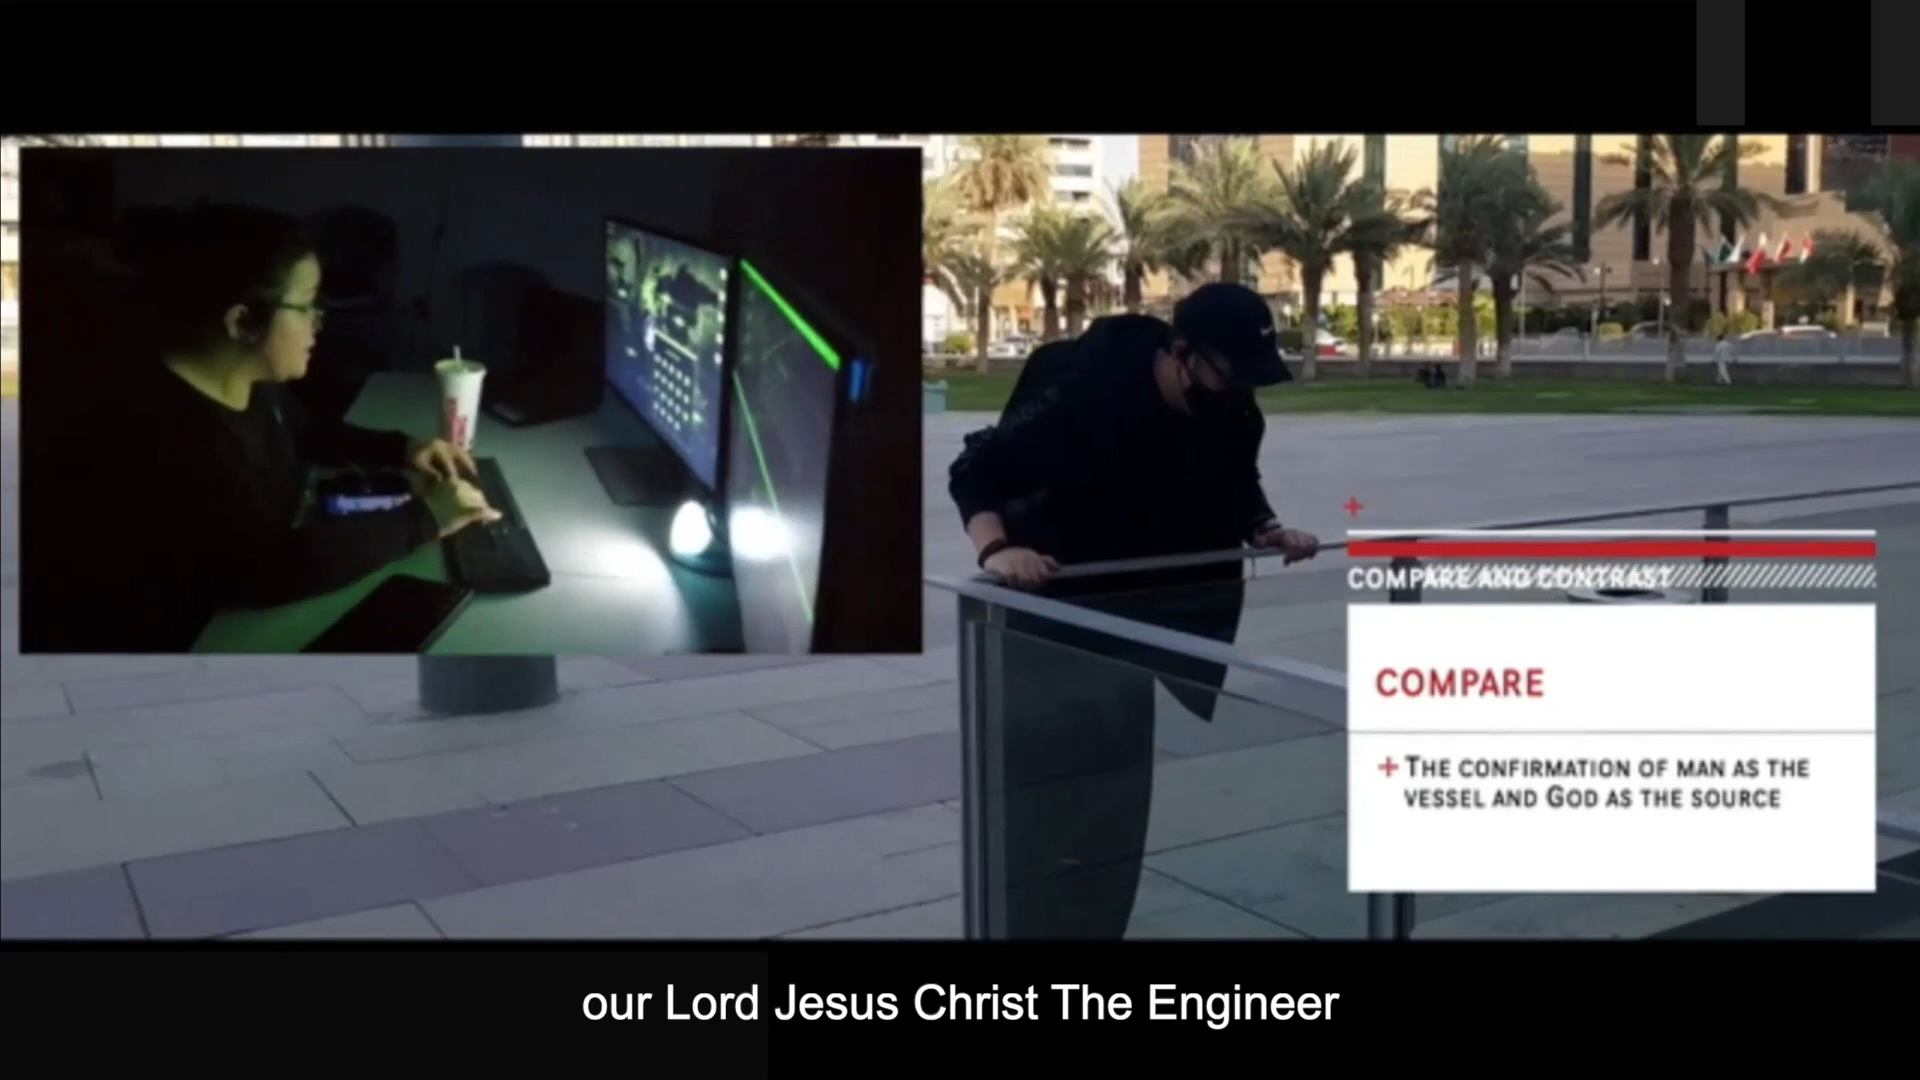 COMPARE AND CONTRAST
COMPARE
+ THE CONFIRMATION OF MAN AS THE
VESSEL AND GOD AS THE SOURCE
our Lord Jesus Christ The Engineer